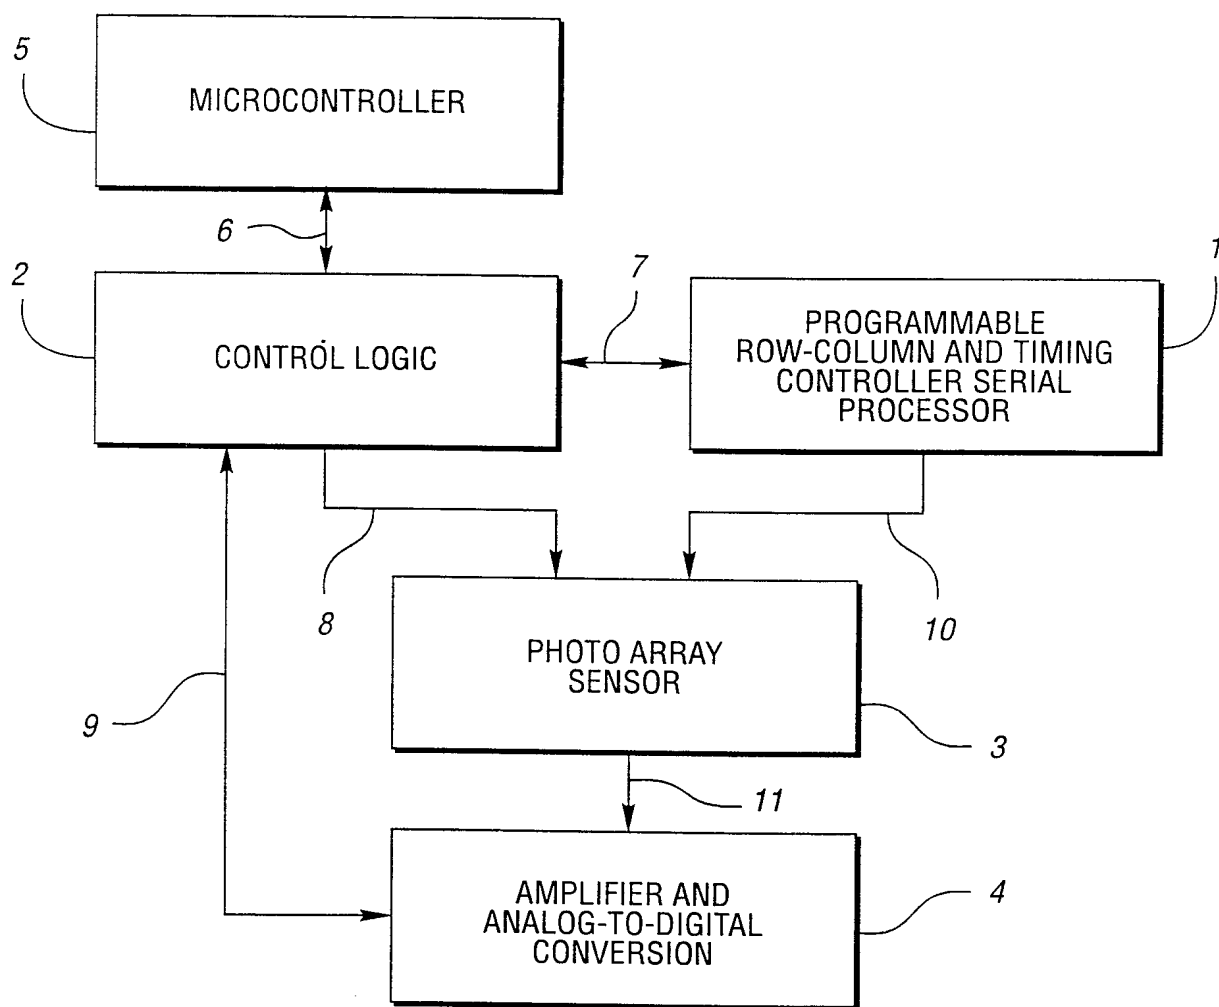 5
MICROCONTROLLER
6
2
7
1
CONTROL LOGIC
PROGRAMMABLE
ROW-COLUMN AND TIMING
CONTROLLER SERIAL
PROCESSOR
8
10
PHOTO ARRAY
SENSOR
9
3
11
AMPLIFIER AND
ANALOG-TO-DIGITAL
CONVERSION
4